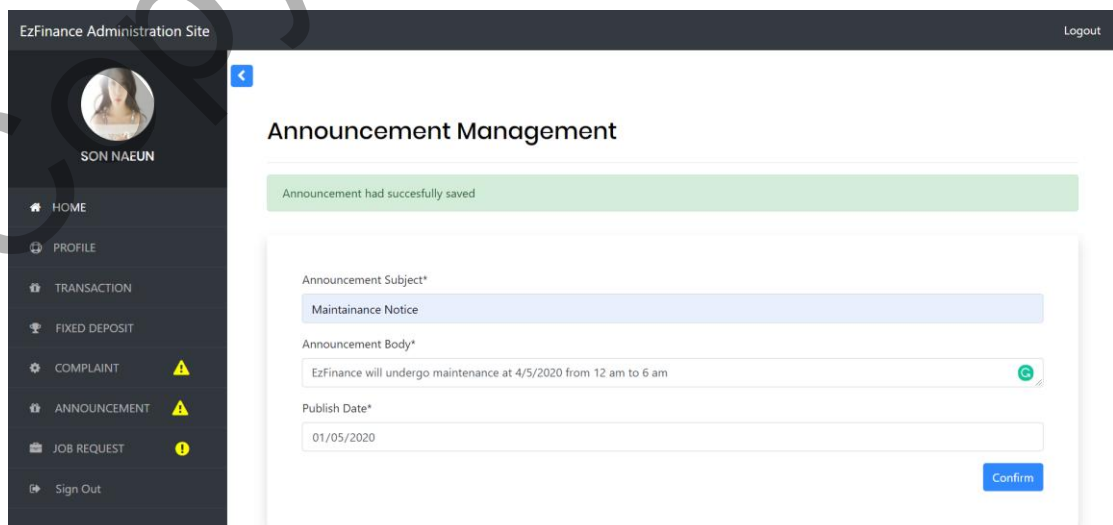 EzFinance Administration Site
Logout
SON NAEUN
HOME
PROFILE
TRANSACTION
FIXED DEPOSIT
COMPLAINT
ANNOUNCEMENT
JOB REQUEST
Sign Out
Announcement Management
Announcement had succesfully saved
Announcement Subject*
Maintainance Notice
Announcement Body*
EzFinance will undergo maintenance at 4/5/2020 from 12 am to 6 am
Publish Date*
01/05/2020
Confirm
Copy